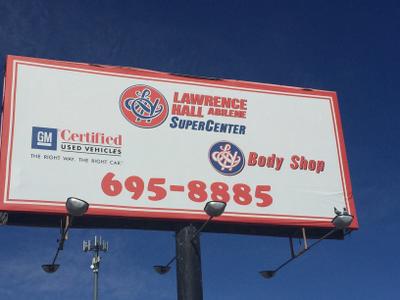 LAWRENCE
HALL ABILENE
SUPERCENTER
GM Certified
USED VEHICLES
THE RIGHT WAY. THE RIGHT CAR.
Body Shop
695-8885